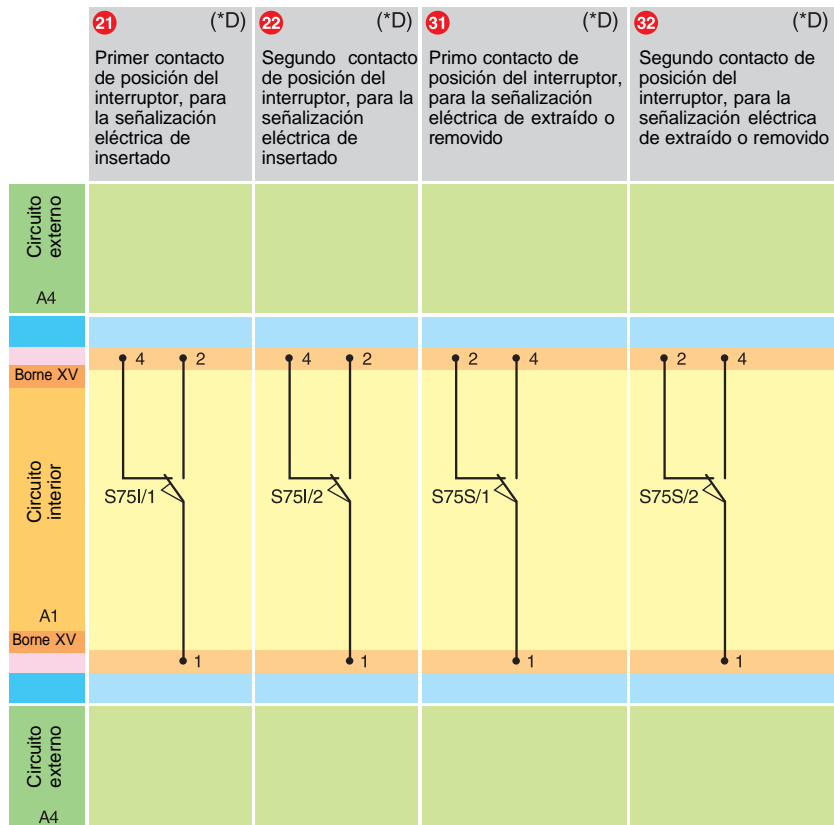 21 (*D)
Primer contacto
de posición del
interruptor, para
la señalización
eléctrica de
insertado
22 (*D)
Segundo contacto
de posición del
interruptor, para la
señalización
eléctrica de
insertado
31 (*D)
Primo contacto de
posición del interruptor,
para la señalización
eléctrica de extraído o
removido
32 (*D)
Segundo contacto de
posición del
interruptor, para la
señalización eléctrica
de extraído o removido
Circuito
externo
A4
4 2
4 2
2 4
2 4
Borne XV
Circuito
interior
S75I/1
S75I/2
S75S/1
S75S/2
A1
Borne XV
1
1
1
1
Circuito
externo
A4